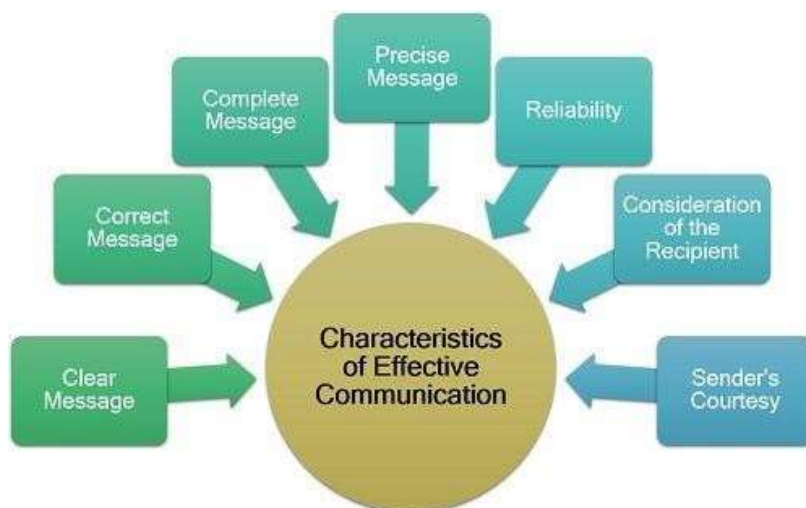 Clear
Message
Correct
Message
Complete
Message
Precise
Message
Reliability
Consideration
of the
Recipient
Sender's
Courtesy
Characteristics
of Effective
Communication